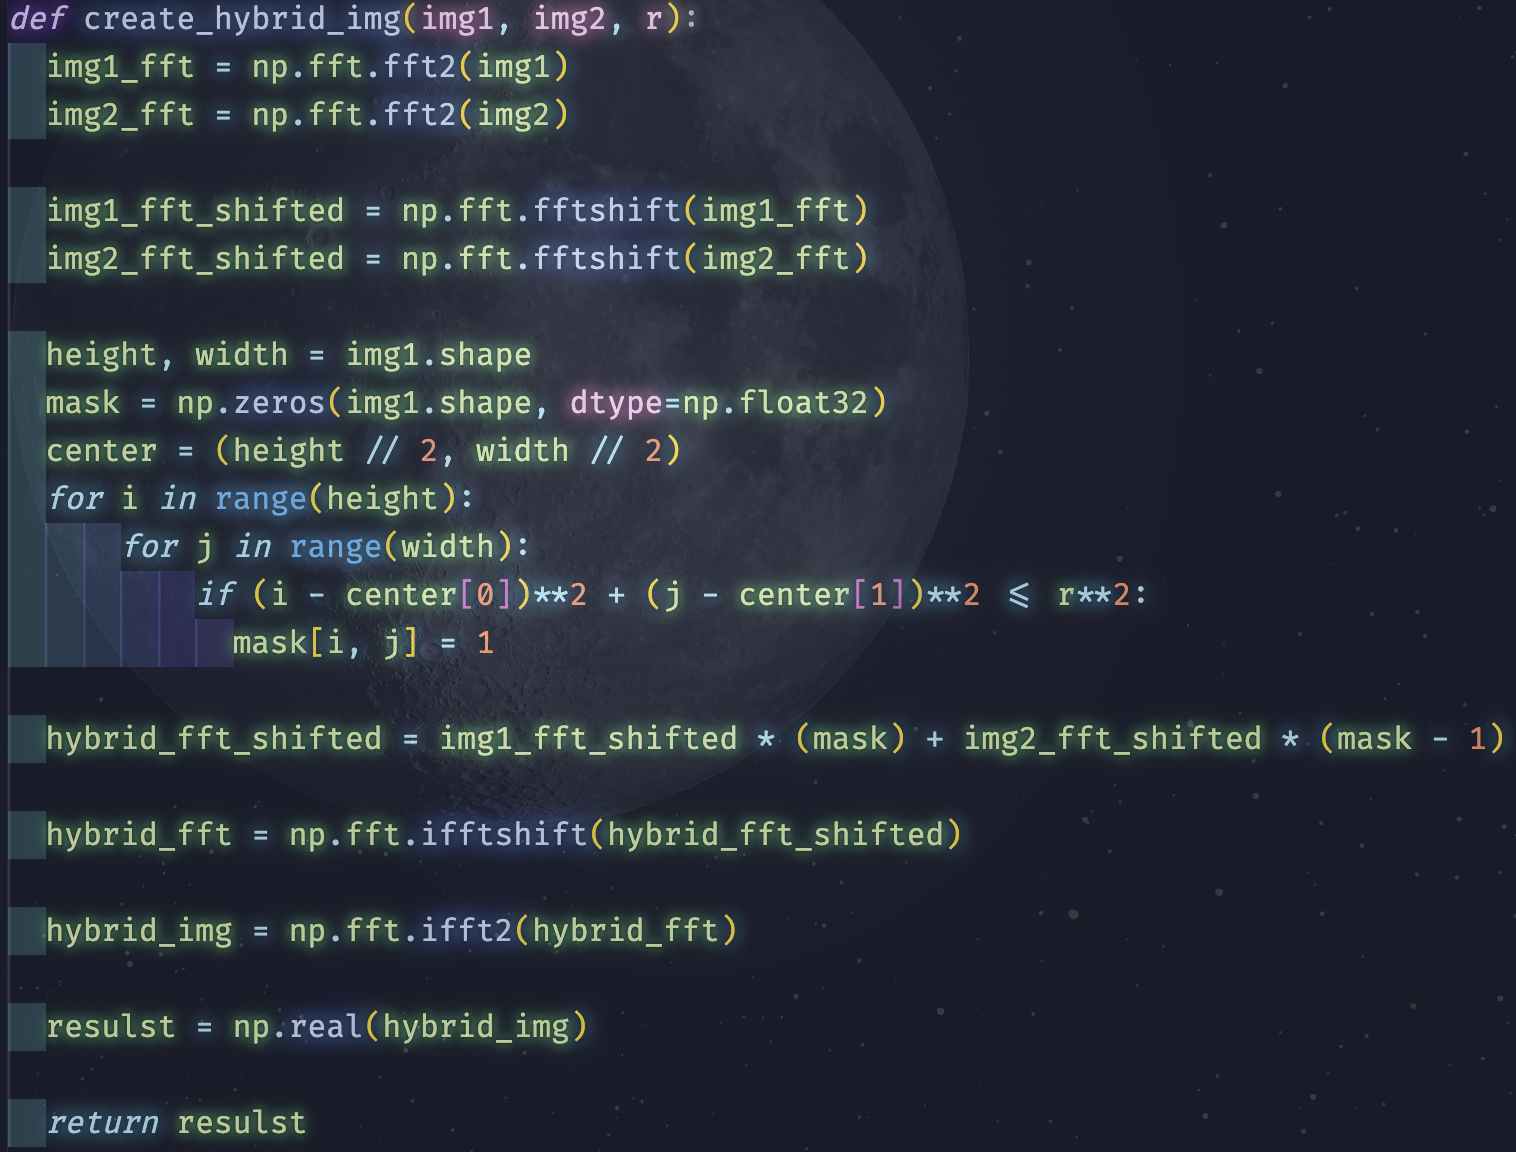 def create_hybrid_img(img1, img2, r):
img1_fft = np.fft.fft2(img1)
img2_fft = np.fft.fft2(img2)
img1_fft_shifted = np.fft.fftshift(img1_fft)
img2_fft_shifted = np.fft.fftshift(img2_fft)
height, width = img1.shape
mask = np.zeros(img1.shape, dtype=np.float32)
center = (height // 2, width // 2)
for i in range(height):
for j in range(width):
if (i - center[0])**2 + (j - center[1])**2 ⩽ r**2:
mask[i, j] = 1
hybrid_fft_shifted = img1_fft_shifted * (mask) + img2_fft_shifted * (mask - 1)
hybrid_fft = np.fft.ifftshift(hybrid_fft_shifted)
hybrid_img = np.fft.ifft2(hybrid_fft)
resulst = np.real(hybrid_img)
return resulst